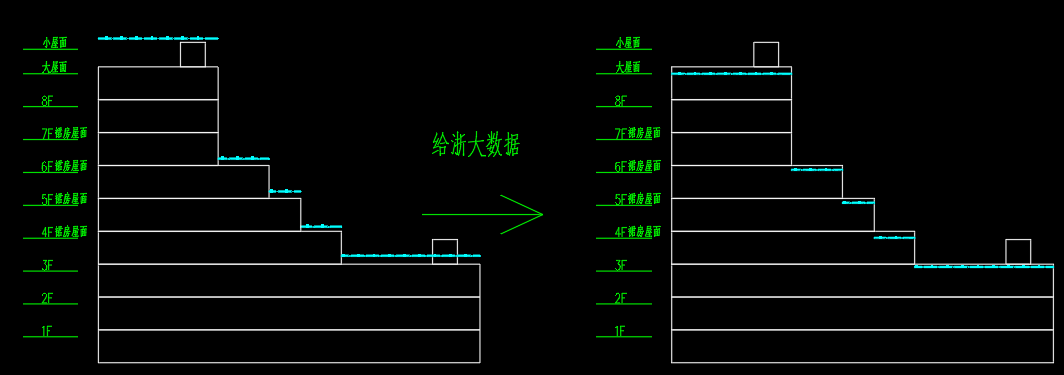 小屋面
大屋面
8F
7F裙房屋面
6F裙房屋面
5F裙房屋面
4F裙房屋面
3F
2F
1F
给浙大数据
小屋面
大屋面
8F
7F裙房屋面
6F裙房屋面
5F裙房屋面
4F裙房屋面
3F
2F
1F